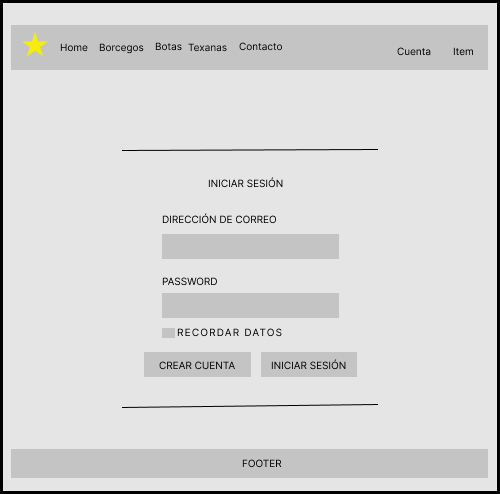 Home Borcegos Botas Texanas Contacto Cuenta Item
INICIAR SESIÓN
DIRECCIÓN DE CORREO
PASSWORD
RECORDAR DATOS
CREAR CUENTA INICIAR SESIÓN
FOOTER